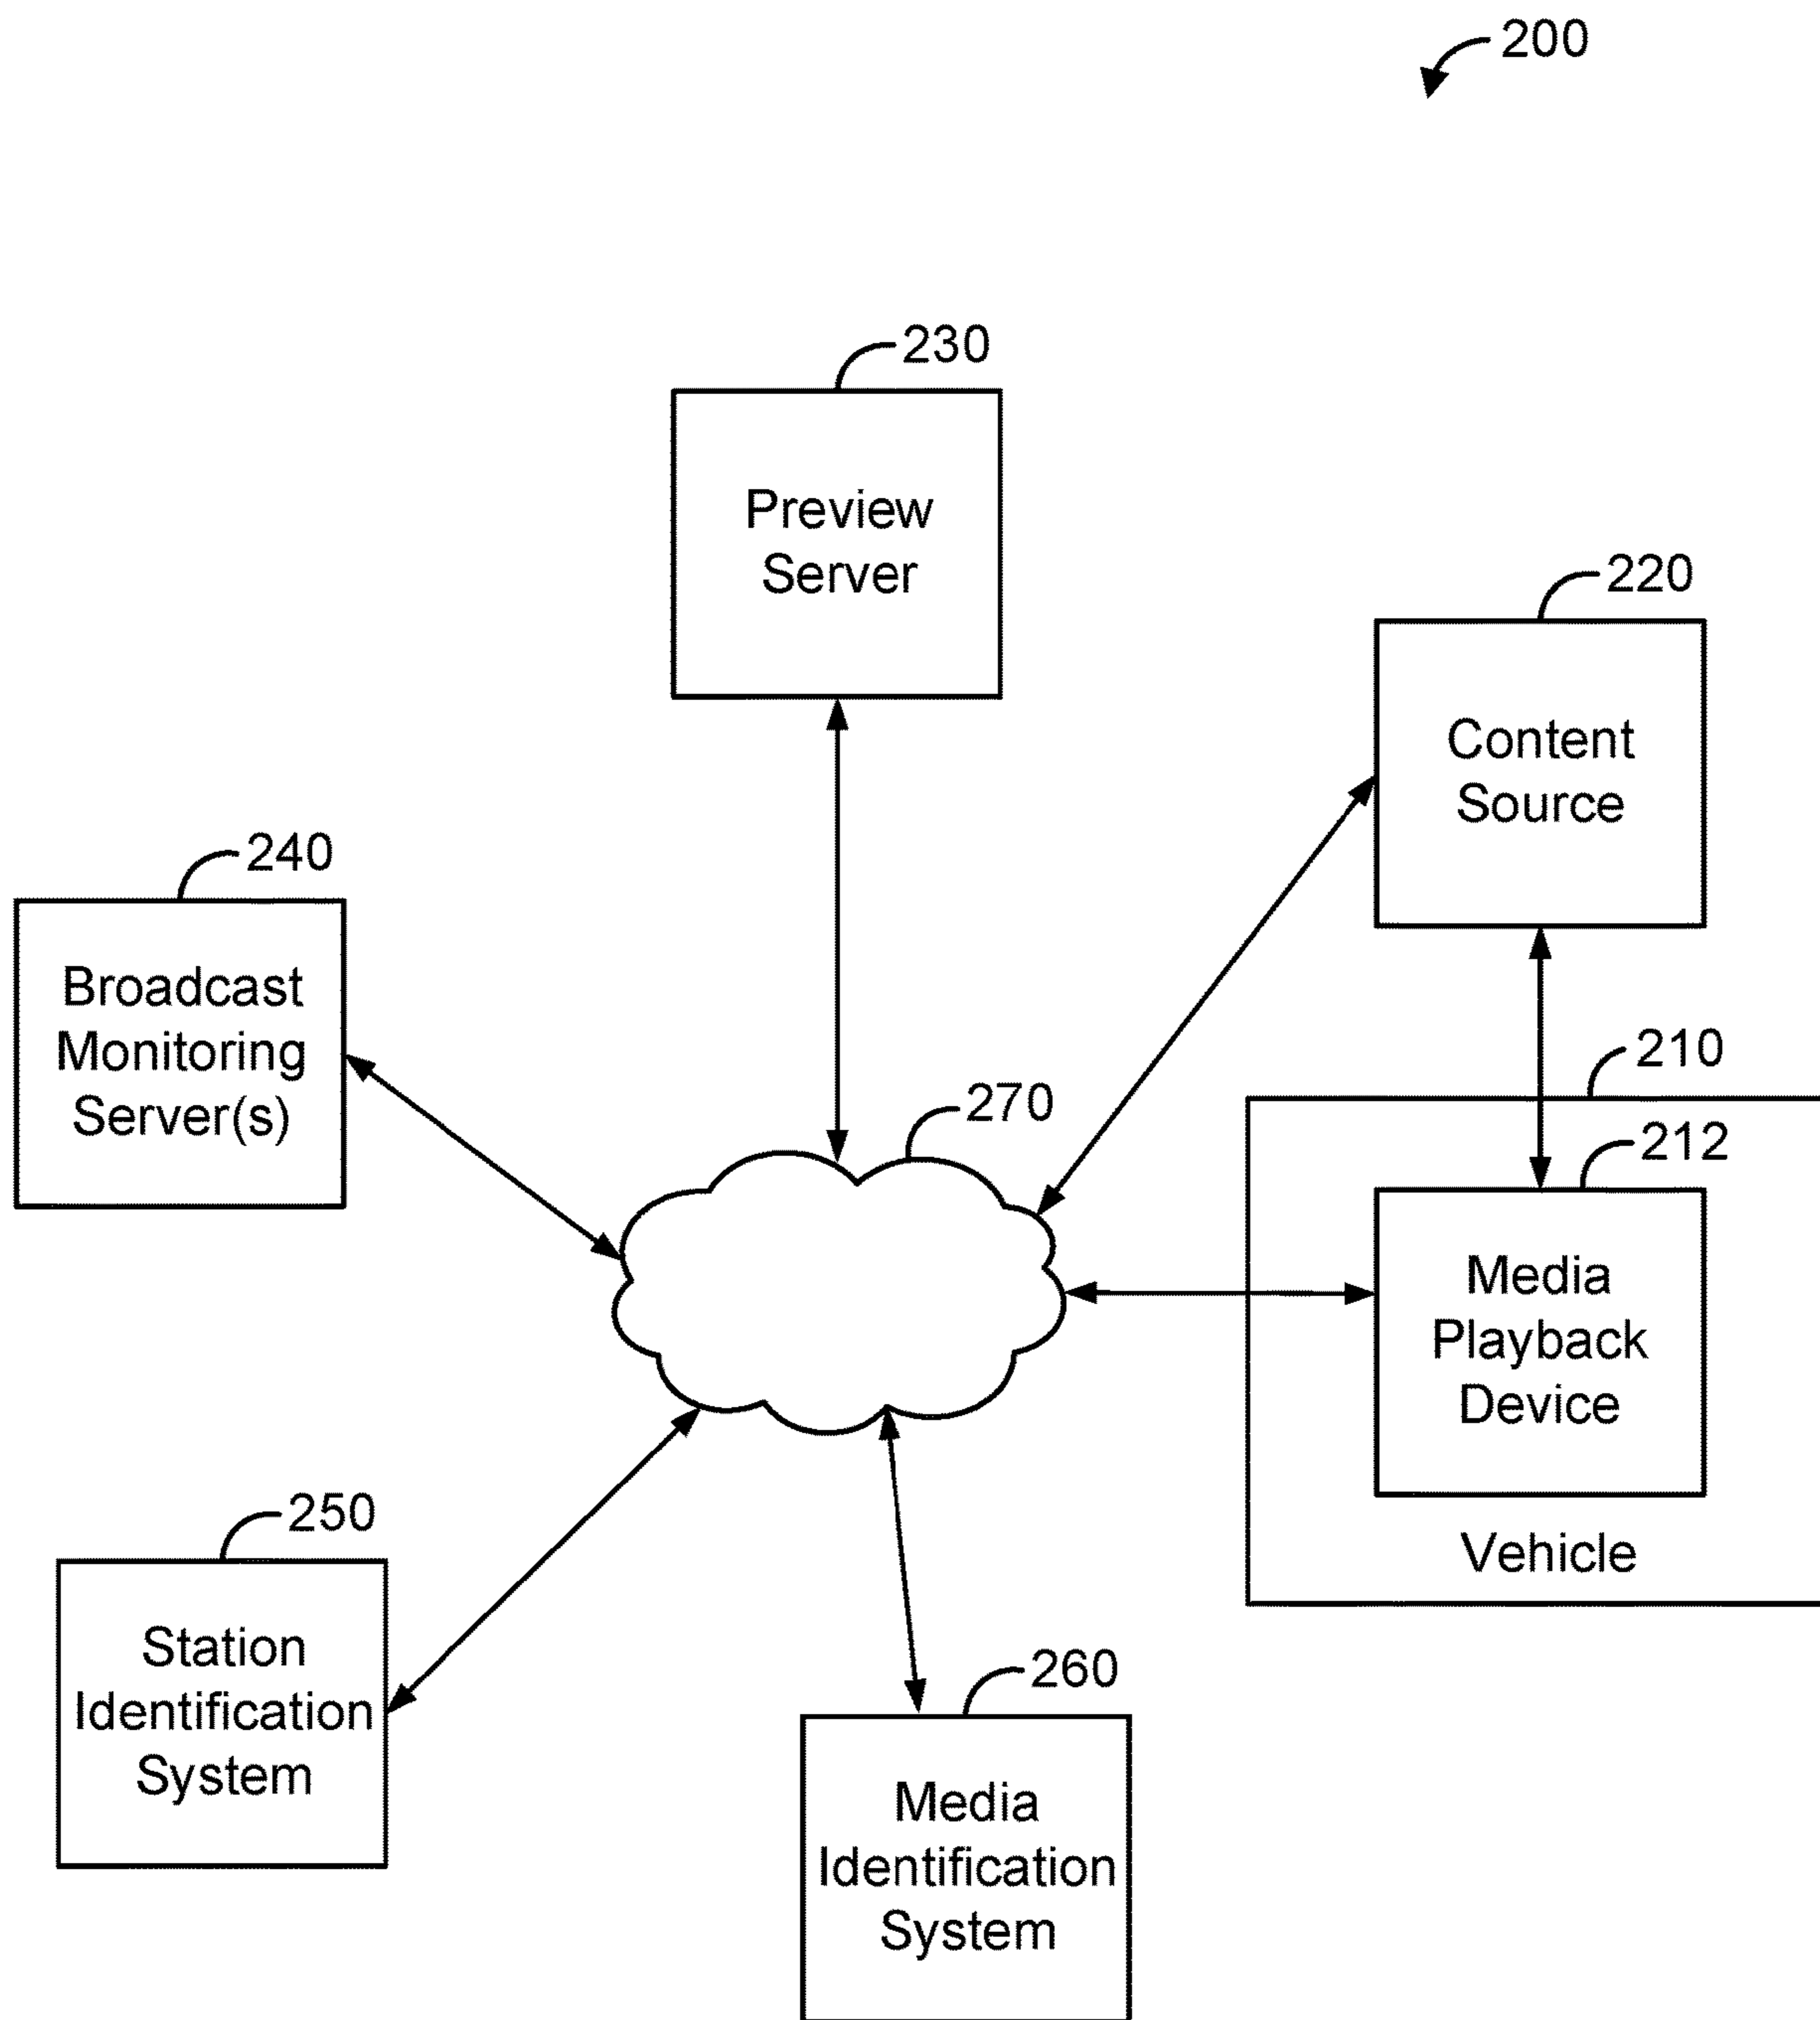 200
230
Preview
Server
220
Content
Source
240
Broadcast
Monitoring
Server(s)
210
270
212
Media
Playback
Device
Vehicle
250
Station
Identification
System
260
Media
Identification
System